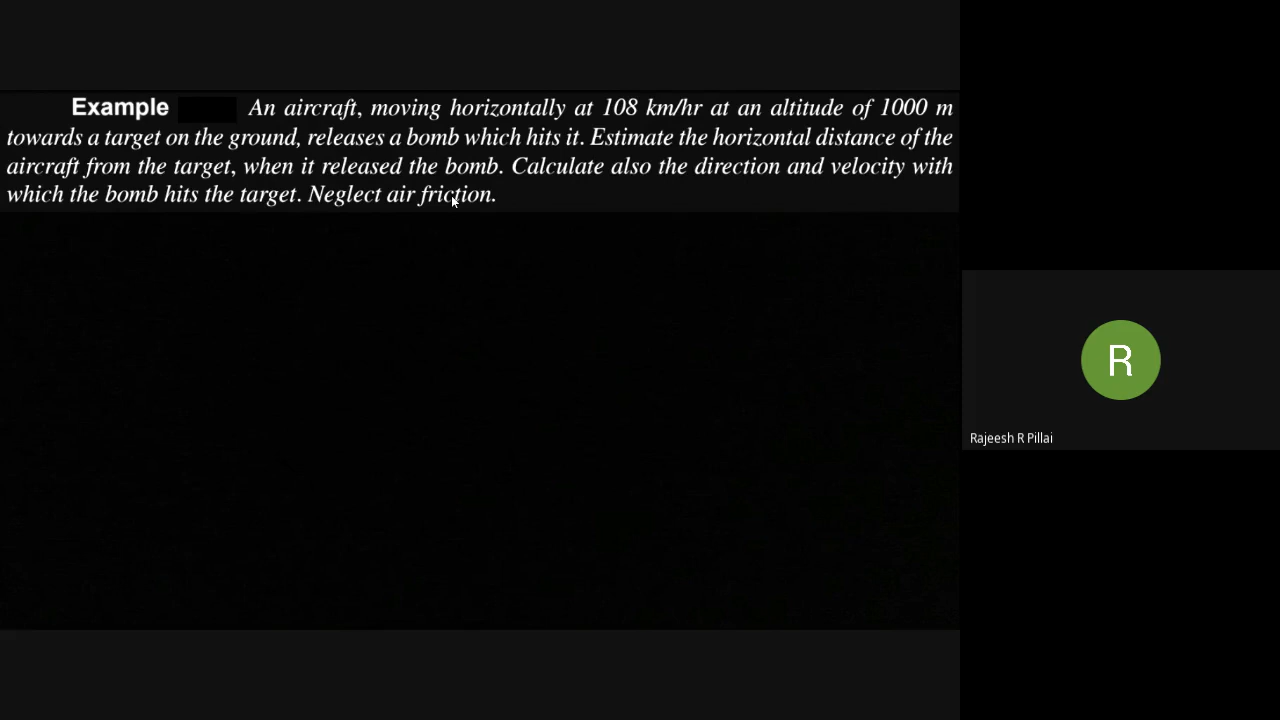 Example An aircraft, moving horizontally at 108 km/hr at an altitude of 1000 m
towards a target on the ground, releases a bomb which hits it. Estimate the horizontal distance of the
aircraft from the target, when it released the bomb. Calculate also the direction and velocity with
which the bomb hits the target. Neglect air friction.
R
Rajeesh R Pillai